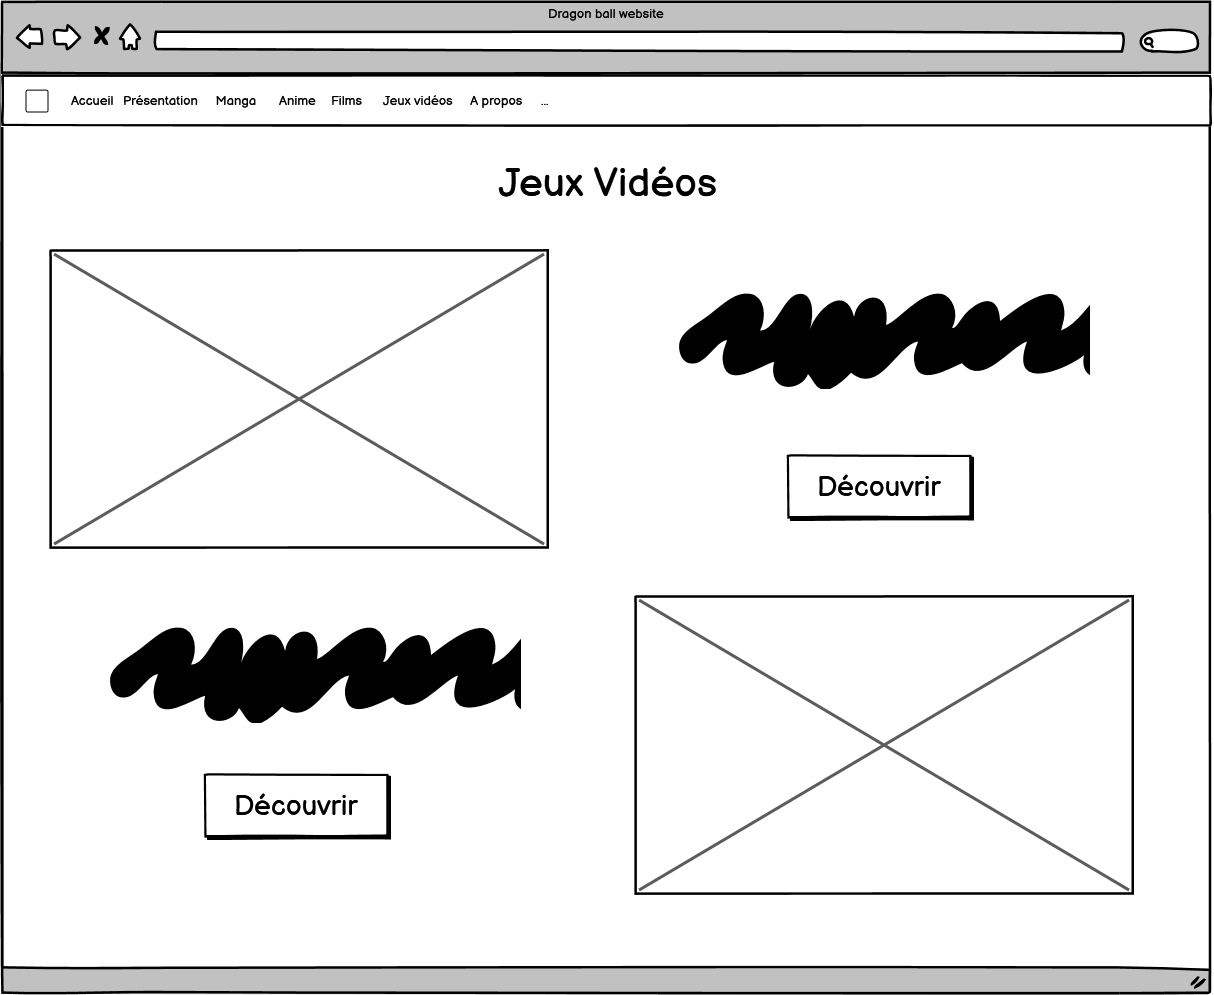 Dragon ball website
Accueil Présentation Manga Anime Films Jeux vidéos A propos ...
Jeux Vidéos
Découvrir
Découvrir